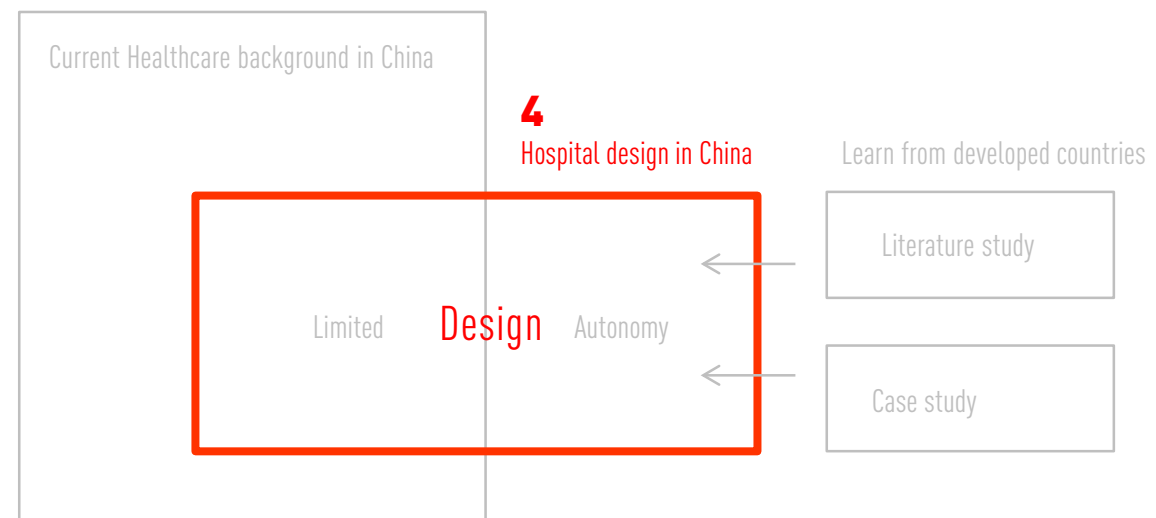 Current Healthcare background in China
4
Hospital design in China
Learn from developed countries
Literature study
Limited
Design
Autonomy
Case study